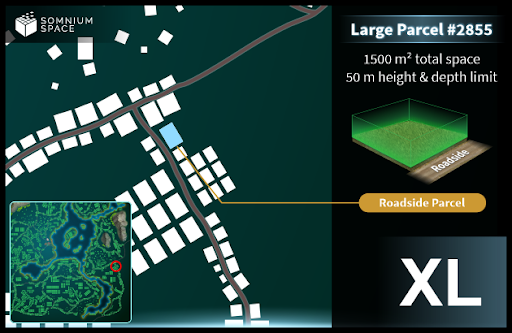 SOMNIUM
SPACE
Large Parcel #2855
1500 m² total space
50 m height & depth limit
Roadside
Roadside Parcel
XL